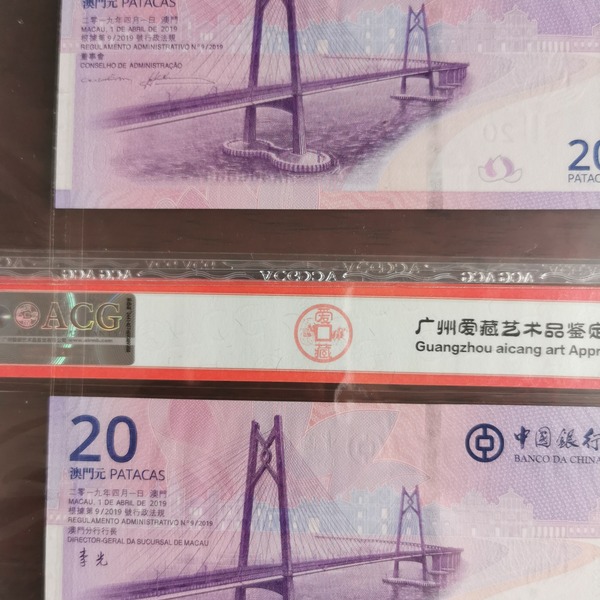 澳門元 PATACAS
二零一九年四月一日 澳門
MACAU, 1 DE ABRIL DE 2019
根據第9/2019號行政法規
REGULAMENTO ADMINISTRATIVO N.º 9/2019
董事會
CONSELHO DE ADMINISTRAÇÃO
20
20
PATAC
ACG
爱藏
广州爱藏艺术品鉴定
Guangzhou aicang art Appr
20
澳門元 PATACAS
中國銀行
BANCO DA CHINA
二零一九年四月一日 澳門
MACAU, 1 DE ABRIL DE 2019
根據第9/2019號行政法規
REGULAMENTO ADMINISTRATIVO N.º 9/2019
澳門分行行長
DIRECTOR-GERAL DA SUCURSAL DE MACAU
李光